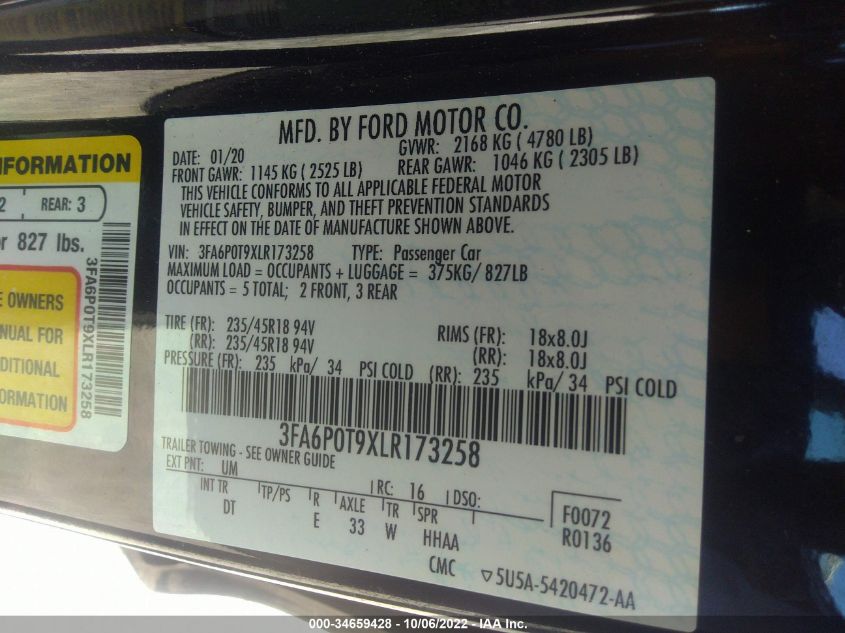 MFD. BY FORD MOTOR CO.
DATE: 01/20 GVWR: 2168 KG ( 4780 LB)
FRONT GAWR: 1145 KG ( 2525 LB) REAR GAWR: 1046 KG ( 2305 LB)
THIS VEHICLE CONFORMS TO ALL APPLICABLE FEDERAL MOTOR
VEHICLE SAFETY, BUMPER, AND THEFT PREVENTION STANDARDS
IN EFFECT ON THE DATE OF MANUFACTURE SHOWN ABOVE.
VIN: 3FA6P0T9XLR173258 TYPE: Passenger Car
MAXIMUM LOAD = OCCUPANTS + LUGGAGE = 375KG/ 827LB
OCCUPANTS = 5 TOTAL; 2 FRONT, 3 REAR
TIRE (FR): 235/45R18 94V RIMS (FR): 18x8.0J
(RR): 235/45R18 94V (RR): 18x8.0J
PRESSURE (FR): 235 kPa/ 34 PSI COLD (RR): 235 kPa/ 34 PSI COLD
3FA6P0T9XLR173258
TRAILER TOWING - SEE OWNER GUIDE
EXT PNT: UM RC: 16 DSO:
INT TR TP/PS R AXLE TR SPR
DT E 33 W HHAA
CMC
F0072
R0136
▽5U5A-5420472-AA
INFORMATION
2 REAR: 3
or 827 lbs.
E OWNERS
ANUAL FOR
DDITIONAL
FORMATION
3FA6P0T9XLR173258
000-34659428 - 10/06/2022 - IAA Inc.